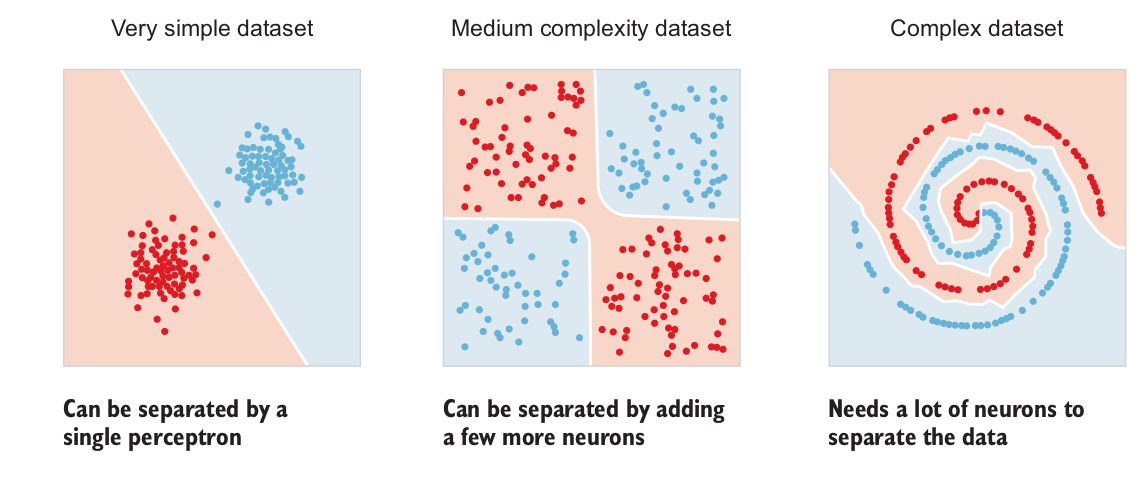 Very simple dataset
Medium complexity dataset
Complex dataset
Can be separated by a
single perceptron
Can be separated by adding
a few more neurons
Needs a lot of neurons to
separate the data